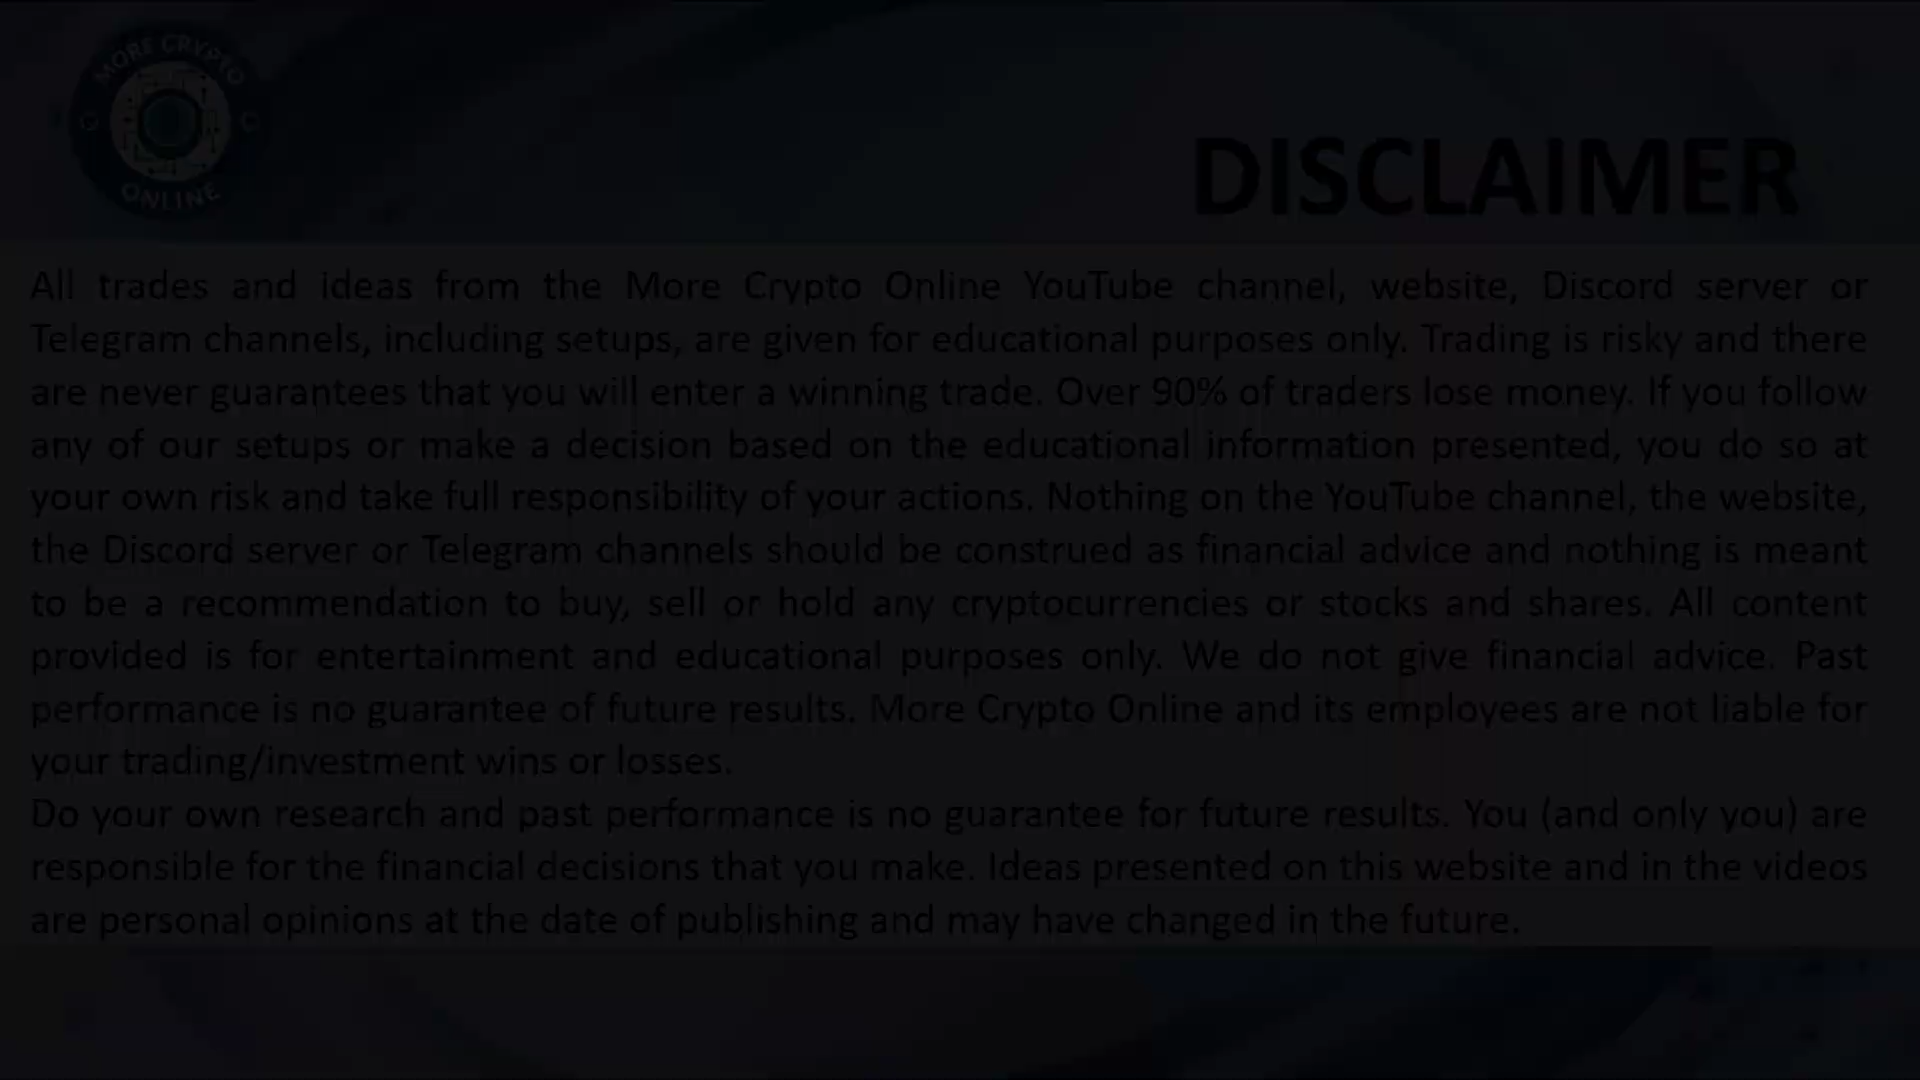 MORE CRYPTO
ONLINE
DISCLAIMER
All trades and ideas from the More Crypto Online YouTube channel, website, Discord server or
Telegram channels, including setups, are given for educational purposes only. Trading is risky and there
are never guarantees that you will enter a winning trade. Over 90% of traders lose money. If you follow
any of our setups or make a decision based on the educational information presented, you do so at
your own risk and take full responsibility of your actions. Nothing on the YouTube channel, the website,
the Discord server or Telegram channels should be construed as financial advice and nothing is meant
to be a recommendation to buy, sell or hold any cryptocurrencies or stocks and shares. All content
provided is for entertainment and educational purposes only. We do not give financial advice. Past
performance is no guarantee of future results. More Crypto Online and its employees are not liable for
your trading/investment wins or losses.
Do your own research and past performance is no guarantee for future results. You (and only you) are
responsible for the financial decisions that you make. Ideas presented on this website and in the videos
are personal opinions at the date of publishing and may have changed in the future.